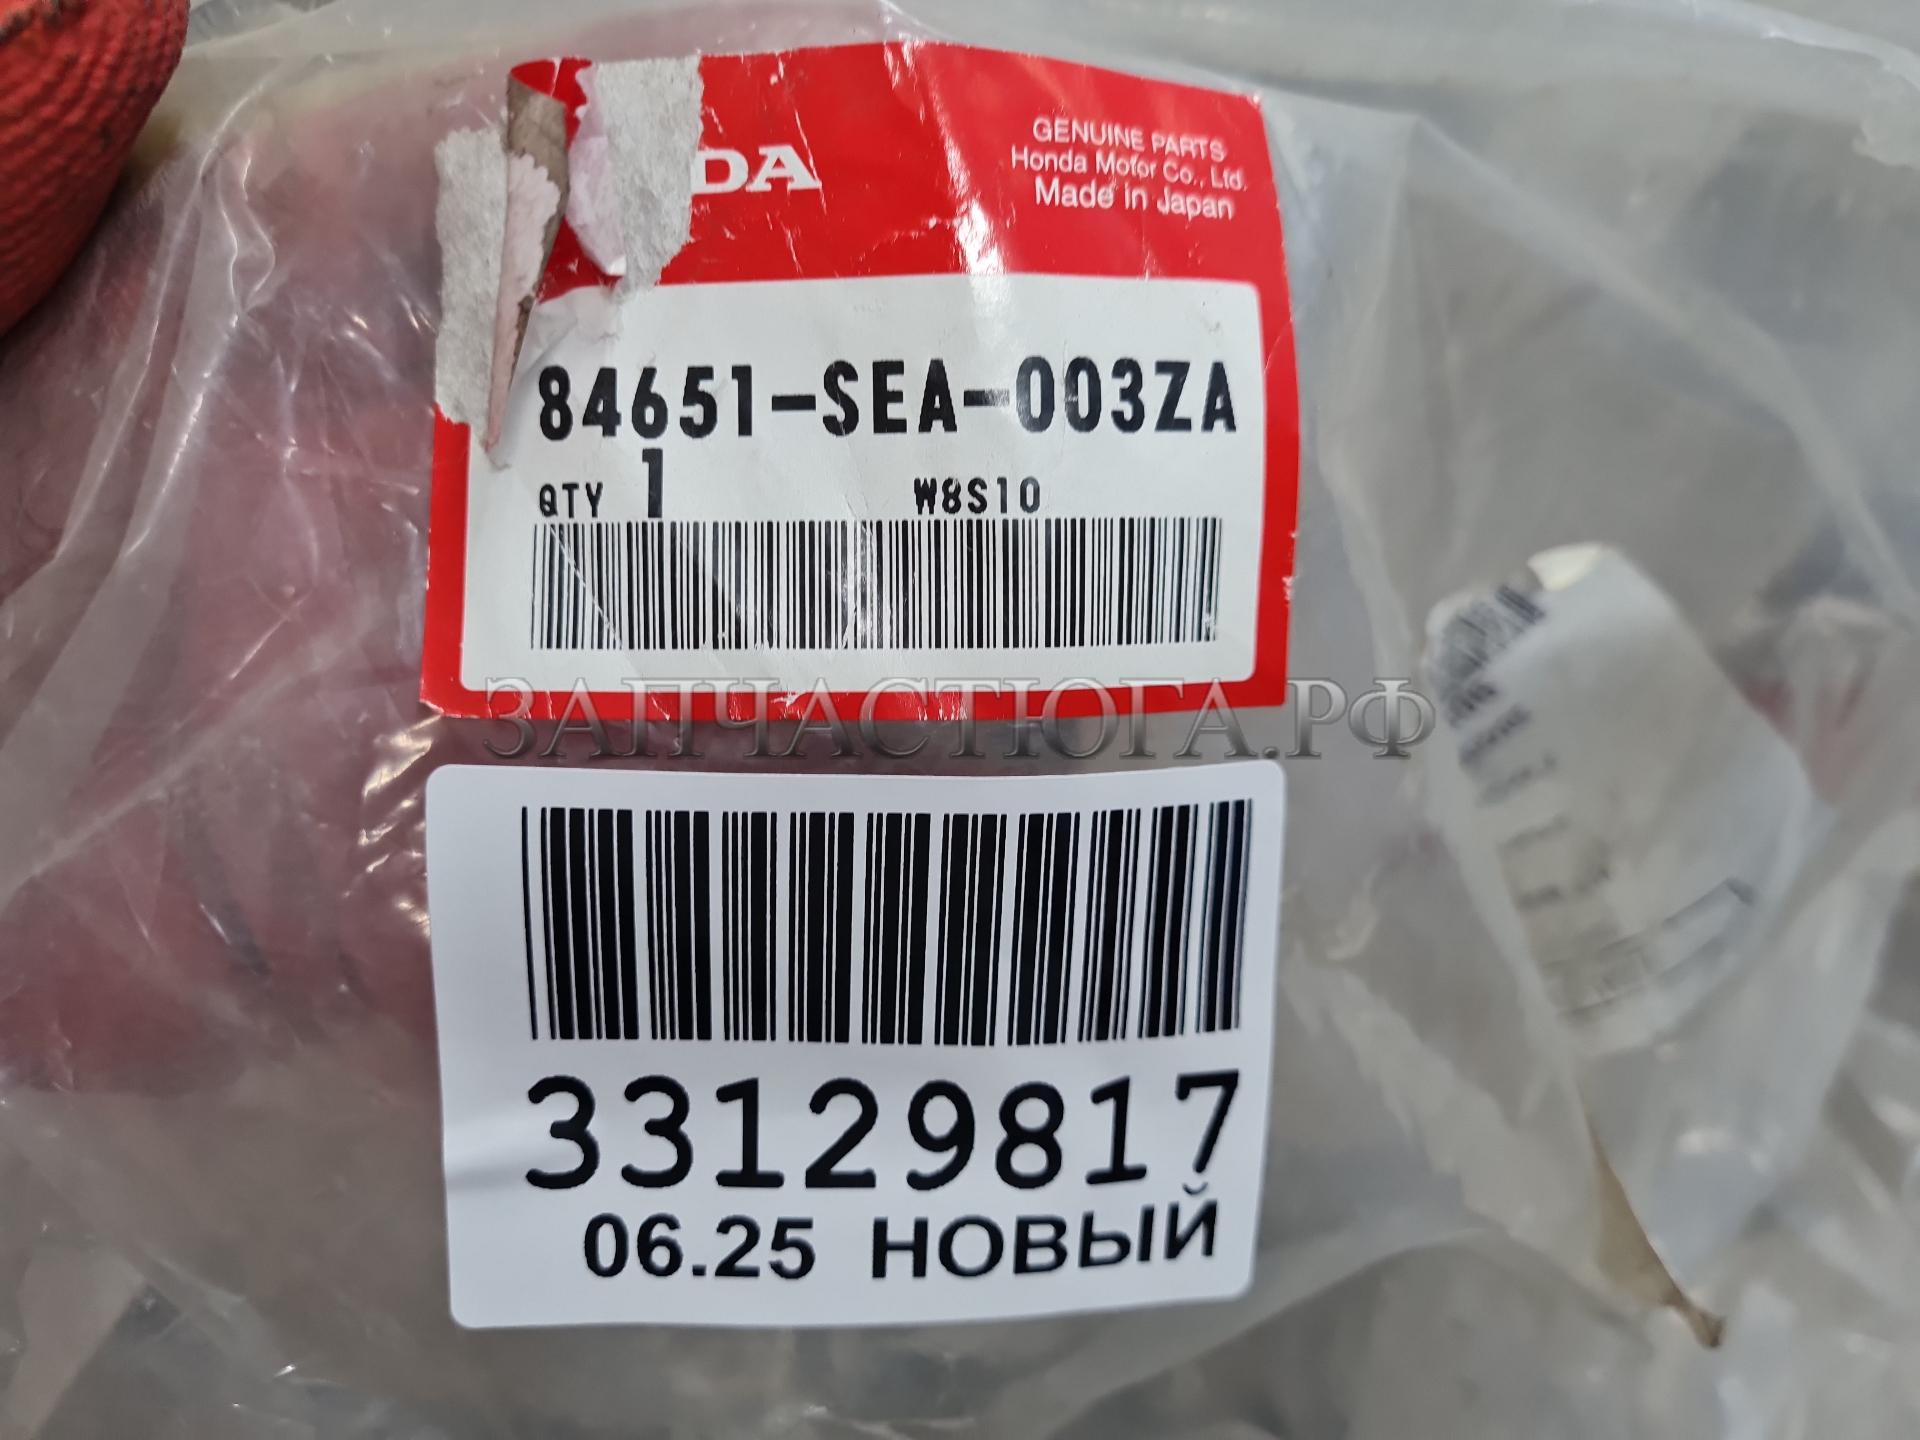 DA
GENUINE PARTS
Honda Motor Co., Ltd.
Made in Japan
84651-SEA-003ZA
QTY 1 W8S10
ЗАПЧАСТЮГА.РФ
33129817
06.25 НОВЫЙ